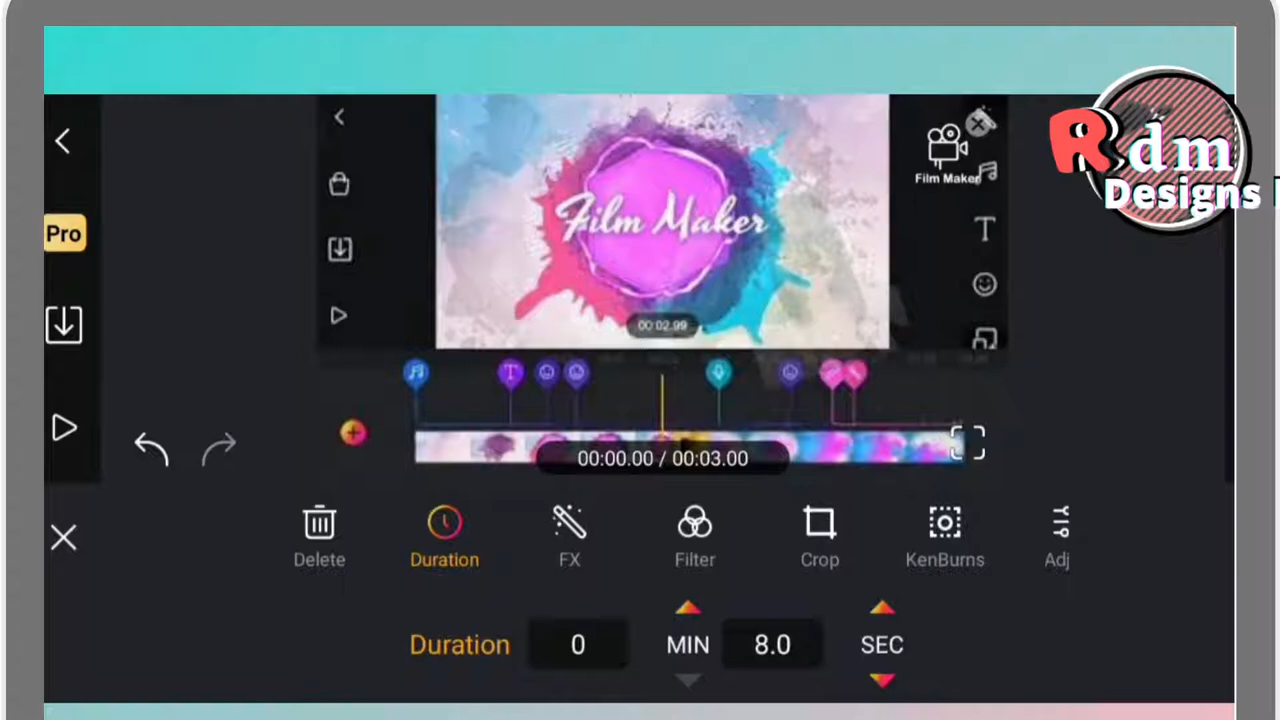 Rdm
Designs
Pro
Film Maker
Film Maker
00:02.99
T
00:00.00 / 00:03.00
Delete
Duration
FX
Filter
Crop
KenBurns
Adj
Duration 0 MIN 8.0 SEC